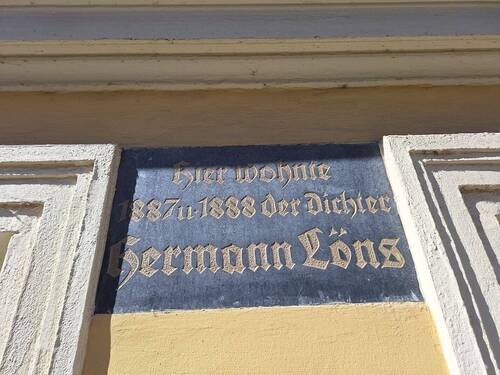 Hier wohnte
1887 u. 1888 der Dichter
Hermann Löns